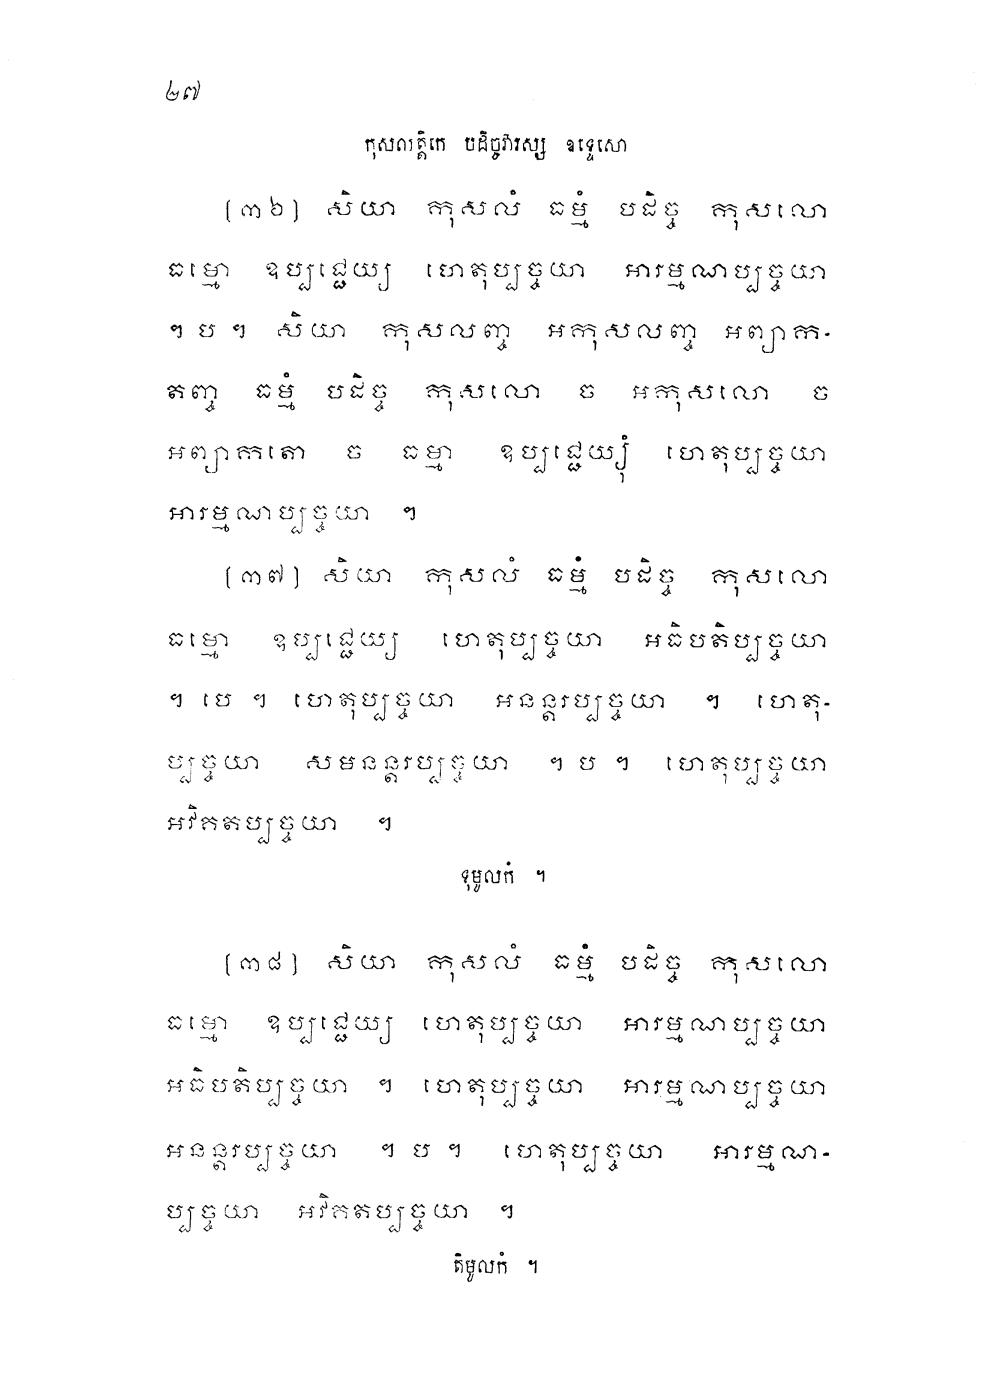 ២៧
កុសលត្តិកេ បដិច្ចវារស្ស ឧទ្ទេសោ
[៣៦] សិយា កុសលំ ធម្មំ បដិច្ច កុសលោ
ធម្មោ ឧប្បជ្ជេយ្យ ហេតុប្បច្ចយា អារម្មណប្បច្ចយា
។ ប ។ សិយា កុសលញ្ច អកុសលញ្ច អព្យាក-
តញ្ច ធម្មំ បដិច្ច កុសលោ ច អកុសលោ ច
អព្យាកតោ ច ធម្មា ឧប្បជ្ជេយ្យុំ ហេតុប្បច្ចយា
អារម្មណប្បច្ចយា ។
[៣៧] សិយា កុសលំ ធម្មំ បដិច្ច កុសលោ
ធម្មោ ឧប្បជ្ជេយ្យ ហេតុប្បច្ចយា អធិបតិប្បច្ចយា
។ បេ ។ ហេតុប្បច្ចយា អនន្តរប្បច្ចយា ។ ហេតុ-
ប្បច្ចយា សមនន្តរប្បច្ចយា ។ ប ។ ហេតុប្បច្ចយា
អវិគតប្បច្ចយា ។
ទុមូលកំ ។
[៣៨] សិយា កុសលំ ធម្មំ បដិច្ច កុសលោ
ធម្មោ ឧប្បជ្ជេយ្យ ហេតុប្បច្ចយា អារម្មណប្បច្ចយា
អធិបតិប្បច្ចយា ។ ហេតុប្បច្ចយា អារម្មណប្បច្ចយា
អនន្តរប្បច្ចយា ។ ប ។ ហេតុប្បច្ចយា អារម្មណ-
ប្បច្ចយា អវិគតប្បច្ចយា ។
តិមូលកំ ។